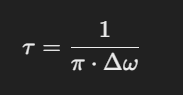 τ = 1 / (π · Δω)